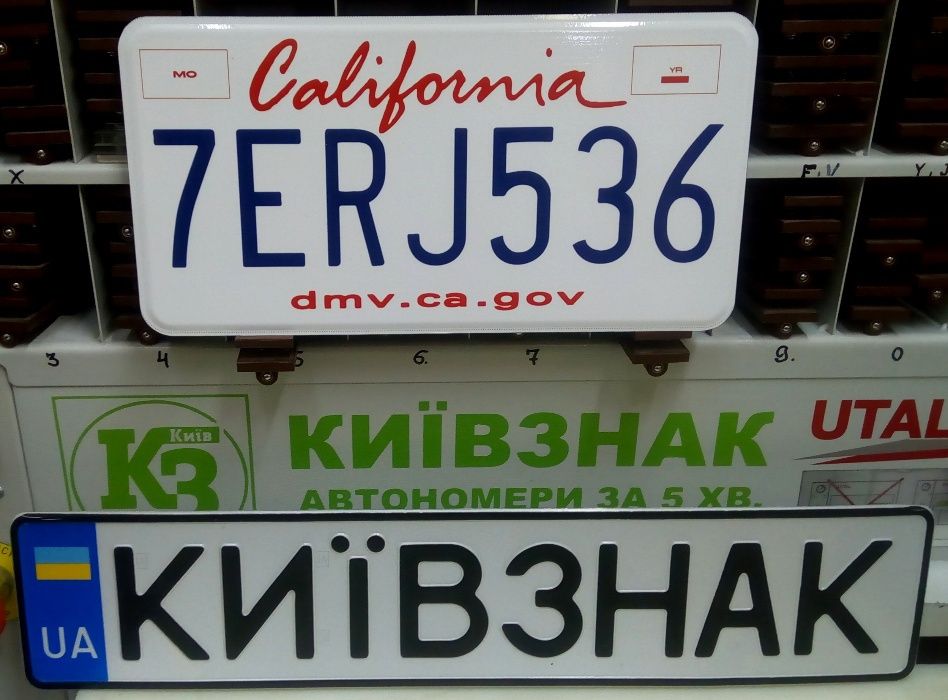 MO
California
YR
7ERJ536
dmv.ca.gov
X
F.V
3
4
5
6.
7
9.
0
КЗ
Київ
КИЇВЗНАК
АВТОНОМЕРИ ЗА 5 ХВ.
UTAL
UA
КИЇВЗНАК